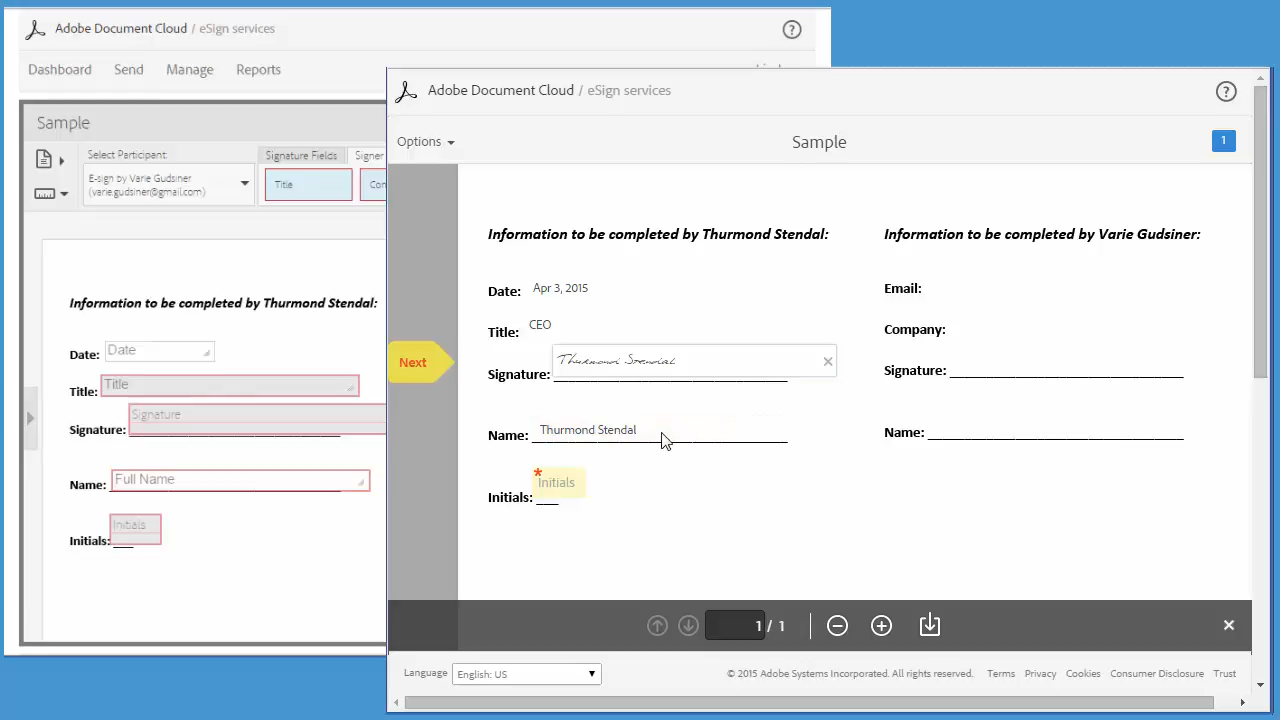 Adobe Document Cloud / eSign services
?
Dashboard Send Manage Reports
Sample
Select Participant:
E-sign by Varie Gudsiner
(varie.gudsiner@gmail.com)
Signature Fields Signer
Title Con
Information to be completed by Thurmond Stendal:
Date: Date
Title: Title
Signature: Signature
Name: Full Name
Initials: Initials
Adobe Document Cloud / eSign services
?
Options
Sample
1
Next
Information to be completed by Thurmond Stendal:
Date: Apr 3, 2015
Title: CEO
Signature: Thurmond Stendal
Name: Thurmond Stendal
Initials: * Initials
Information to be completed by Varie Gudsiner:
Email:
Company:
Signature:
Name:
1 / 1
Language English: US
© 2015 Adobe Systems Incorporated. All rights reserved. Terms Privacy Cookies Consumer Disclosure Trust